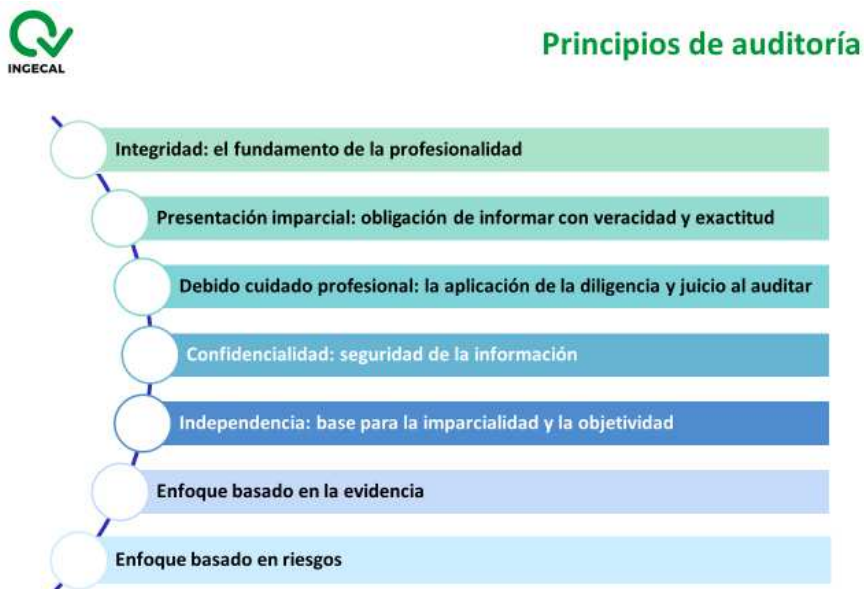 INGECAL
Principios de auditoría
Integridad: el fundamento de la profesionalidad
Presentación imparcial: obligación de informar con veracidad y exactitud
Debido cuidado profesional: la aplicación de la diligencia y juicio al auditar
Confidencialidad: seguridad de la información
Independencia: base para la imparcialidad y la objetividad
Enfoque basado en la evidencia
Enfoque basado en riesgos